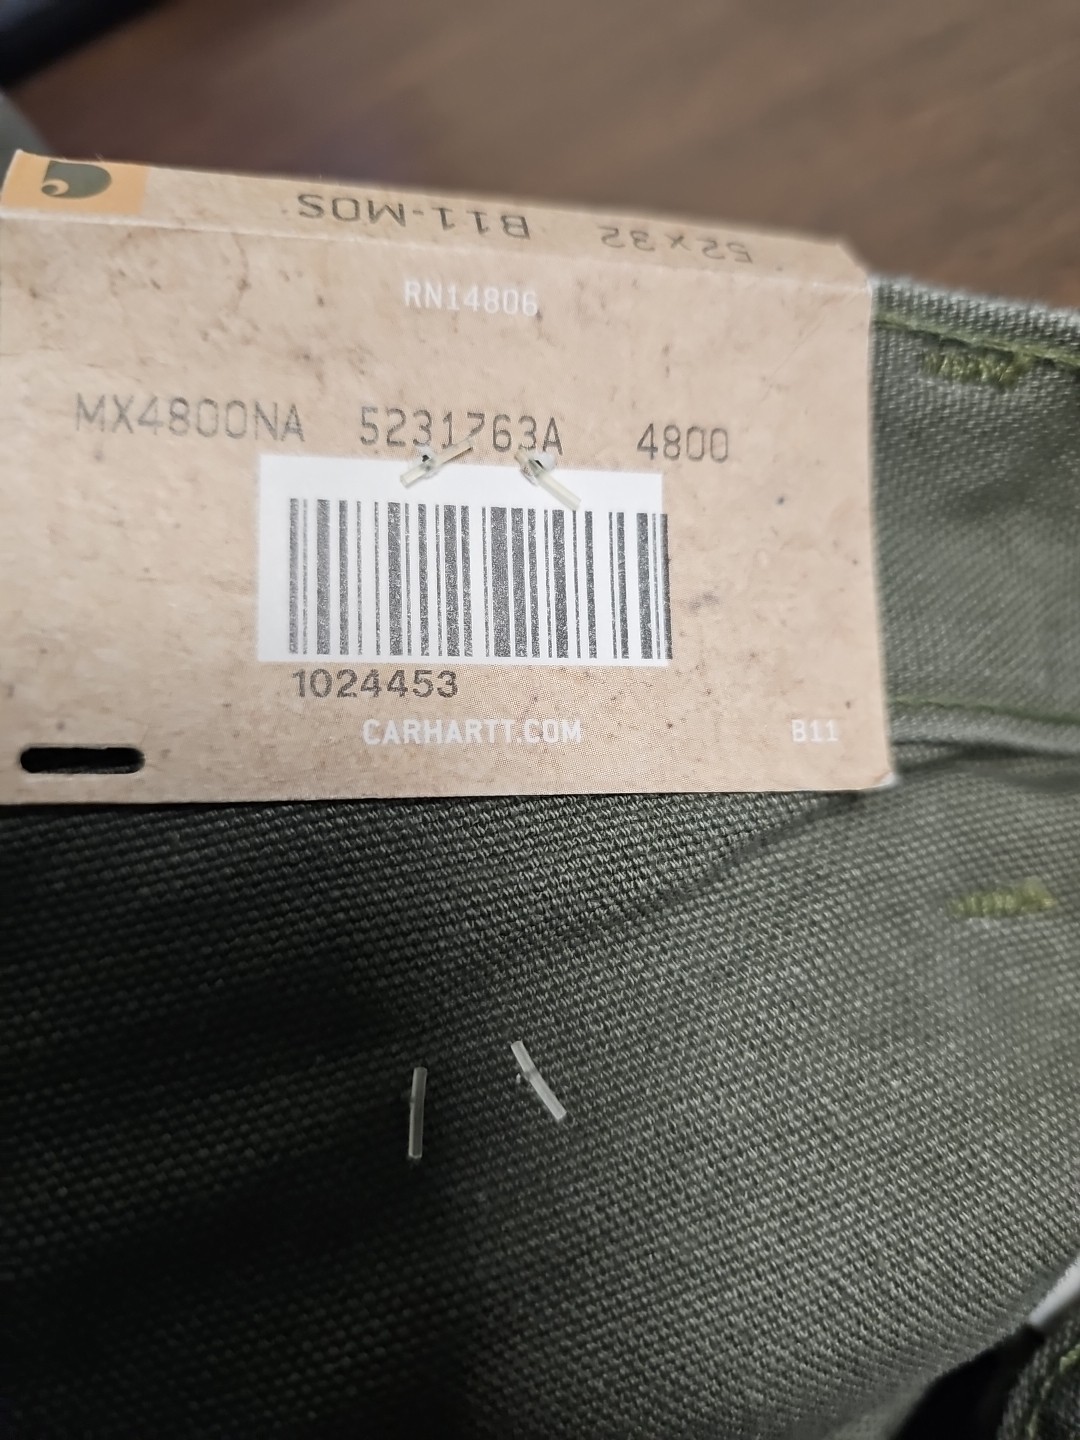 B11-MOS 52x32
RN14806
MX4800NA 5231763A 4800
1024453
CARHARTT.COM B11